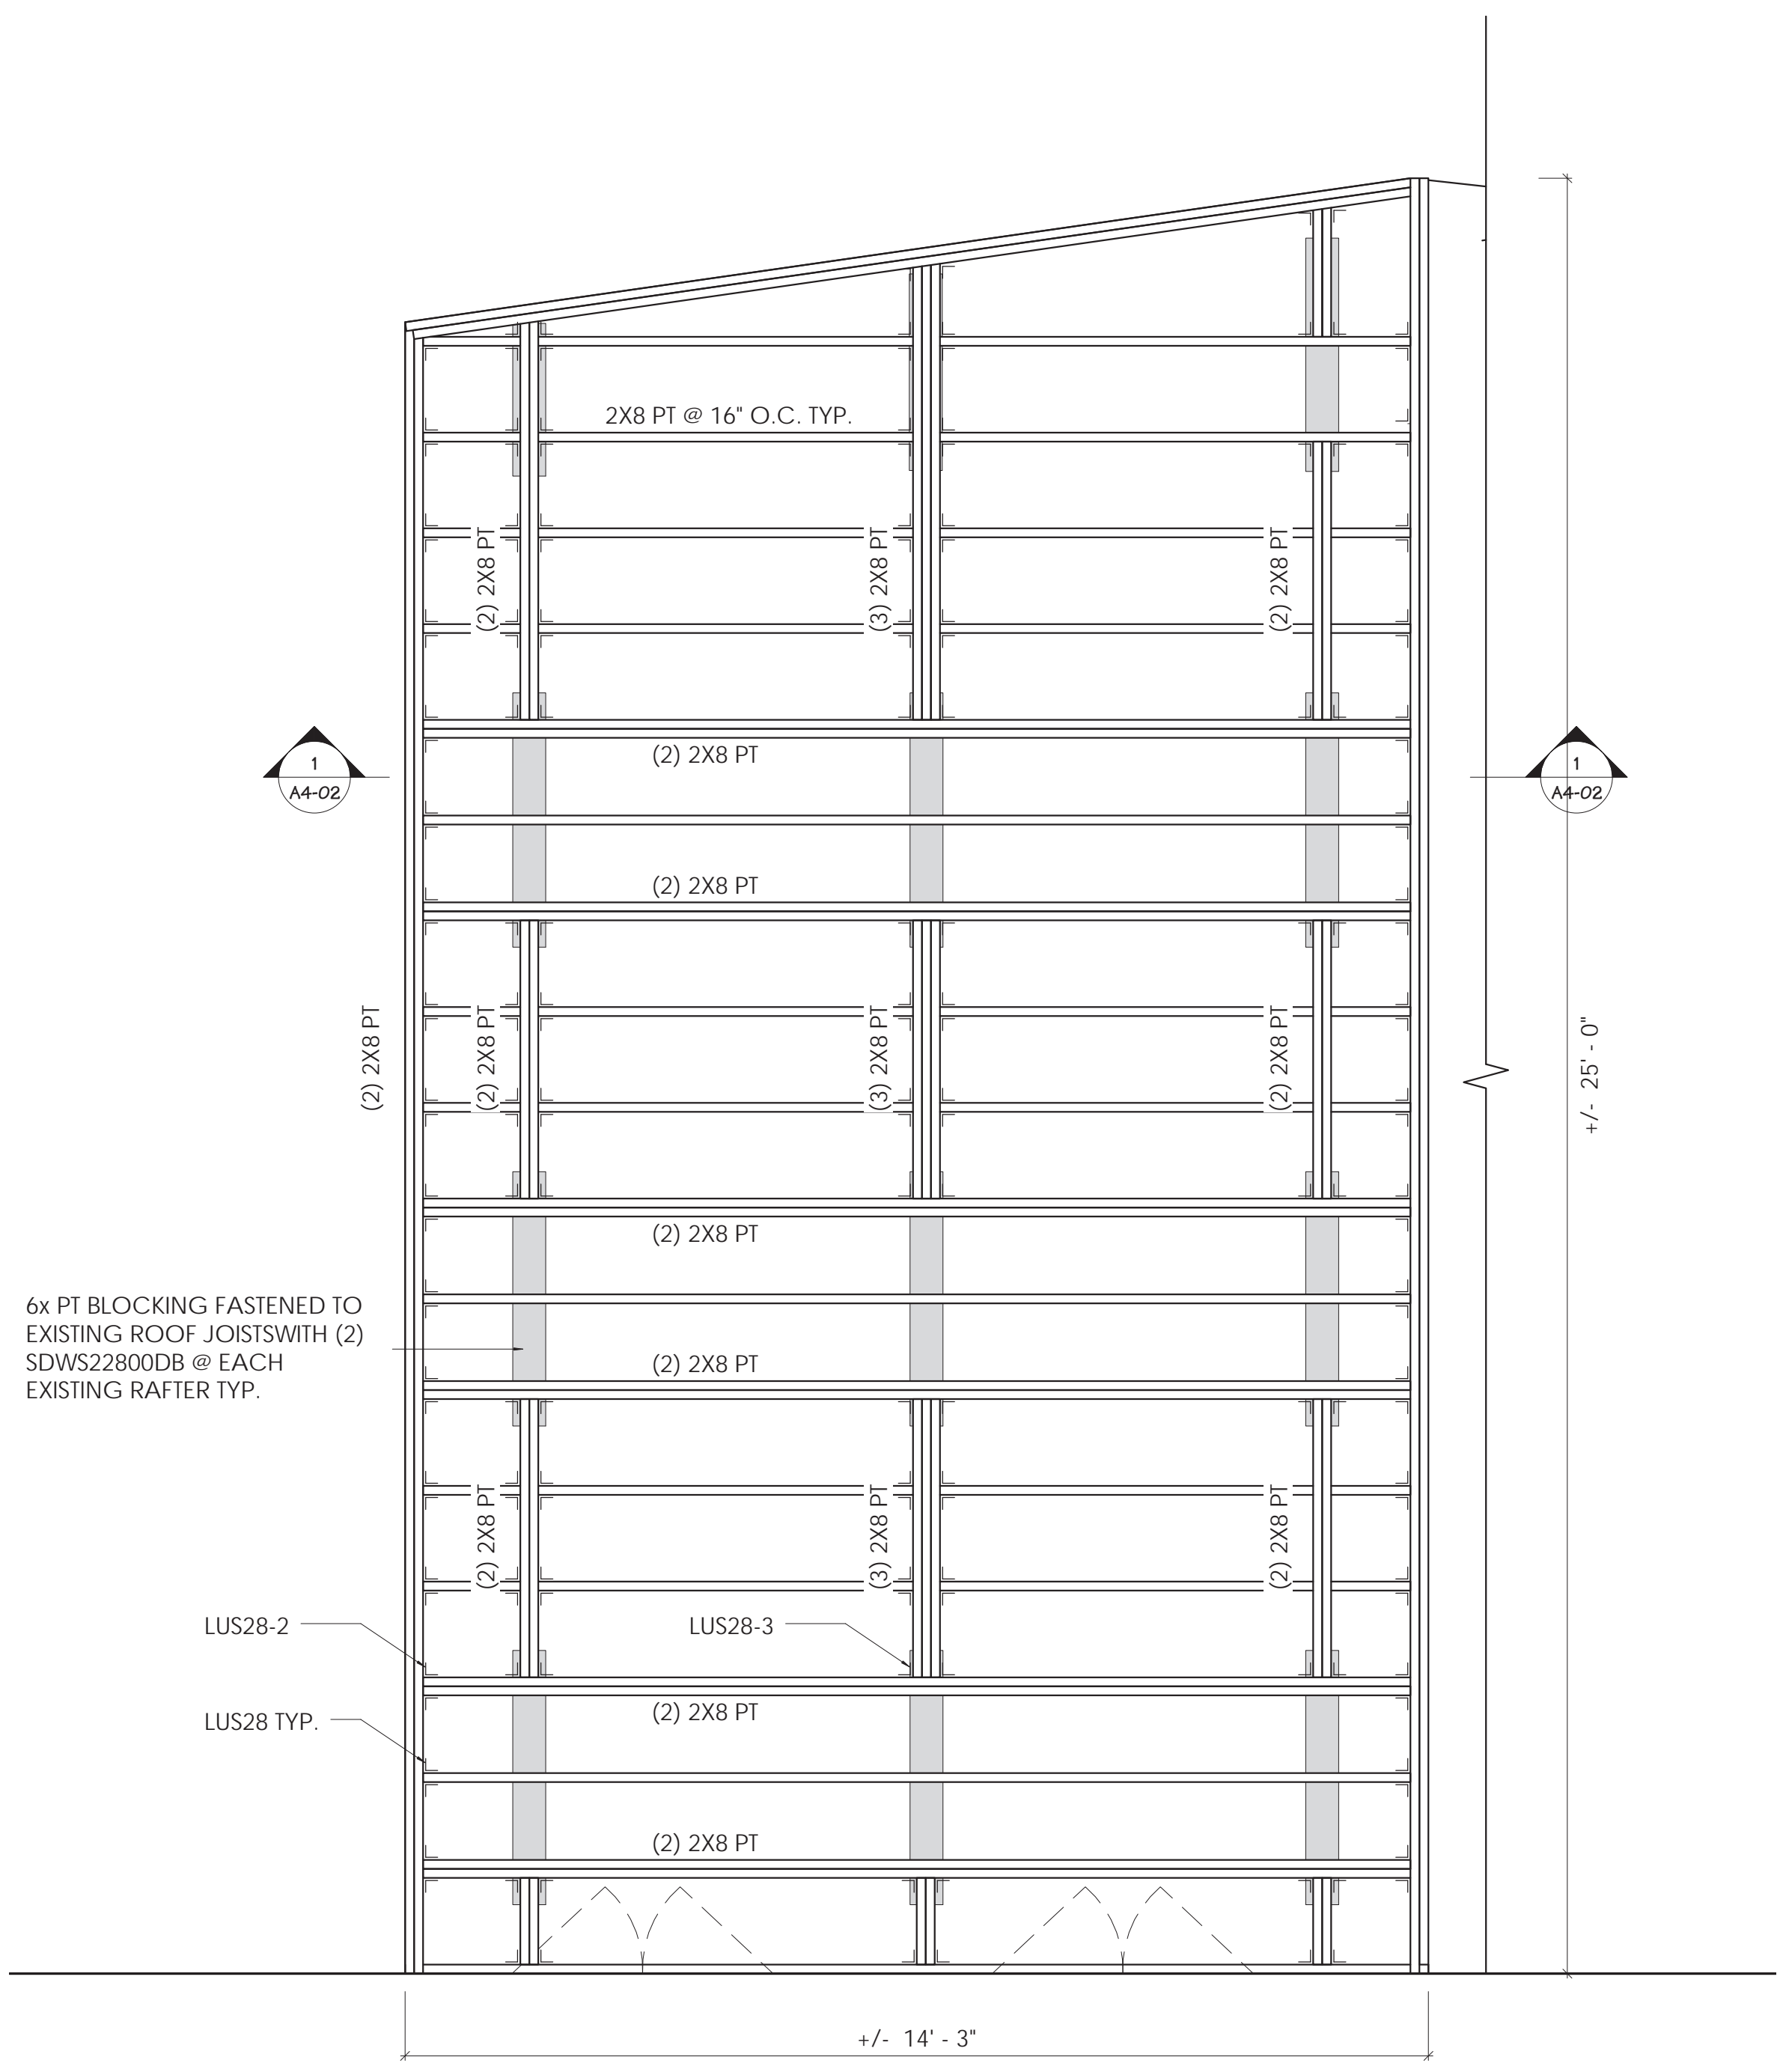 2X8 PT @ 16" O.C. TYP.
(2) 2X8 PT
(3) 2X8 PT
(2) 2X8 PT
1
A4-02
(2) 2X8 PT
1
A4-02
(2) 2X8 PT
(2) 2X8 PT
(2) 2X8 PT
(3) 2X8 PT
(2) 2X8 PT
+/- 25' - 0"
(2) 2X8 PT
6x PT BLOCKING FASTENED TO
EXISTING ROOF JOISTSWITH (2)
SDWS22800DB @ EACH
EXISTING RAFTER TYP.
(2) 2X8 PT
(2) 2X8 PT
(3) 2X8 PT
(2) 2X8 PT
LUS28-2
LUS28-3
(2) 2X8 PT
LUS28 TYP.
(2) 2X8 PT
+/- 14' - 3"